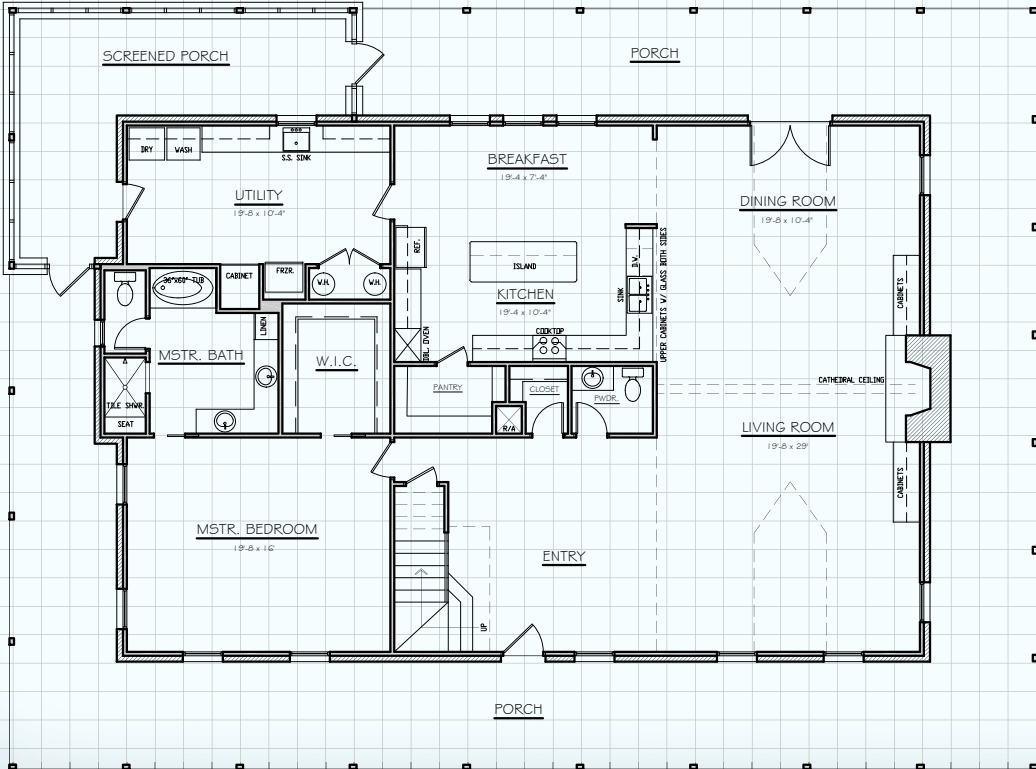 SCREENED PORCH
PORCH
DRY
WASH
S.S. SINK
BREAKFAST
19'-4 x 7'-4"
UTILITY
19'-8 x 10'-4"
DINING ROOM
19'-8 x 10'-4"
REF.
D.W.
UPPER CABINETS W/ GLASS BOTH SIDES
ISLAND
36"X60" TUB
CABINET
FRZR.
W.H.
W.H.
KITCHEN
19'-4 x 10'-4"
SINK
CABINETS
LINEN
COOKTOP
DBL OVEN
MSTR. BATH
W.I.C.
PANTRY
CLOSET
PWDR.
CATHEDRAL CEILING
TILE SHWR.
SEAT
R/A
LIVING ROOM
19'-8 x 29'
CABINETS
MSTR. BEDROOM
19'-8 x 16'
ENTRY
UP
PORCH